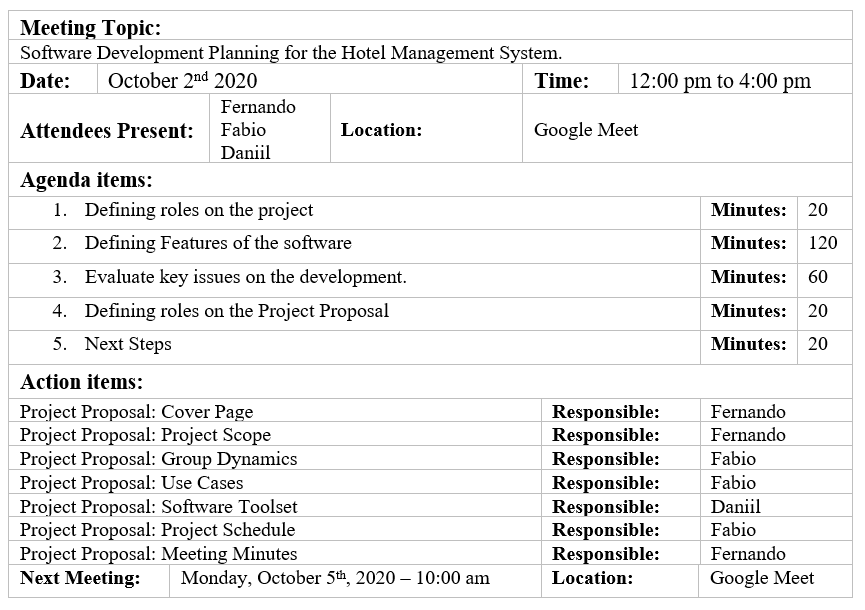 Meeting Topic:
Software Development Planning for the Hotel Management System.
Date: October 2nd 2020 Time: 12:00 pm to 4:00 pm
Attendees Present: Fernando
Fabio
Daniil
Location: Google Meet
Agenda items:
1. Defining roles on the project Minutes: 20
2. Defining Features of the software Minutes: 120
3. Evaluate key issues on the development. Minutes: 60
4. Defining roles on the Project Proposal Minutes: 20
5. Next Steps Minutes: 20
Action items:
Project Proposal: Cover Page Responsible: Fernando
Project Proposal: Project Scope Responsible: Fernando
Project Proposal: Group Dynamics Responsible: Fabio
Project Proposal: Use Cases Responsible: Fabio
Project Proposal: Software Toolset Responsible: Daniil
Project Proposal: Project Schedule Responsible: Fabio
Project Proposal: Meeting Minutes Responsible: Fernando
Next Meeting: Monday, October 5th, 2020 – 10:00 am Location: Google Meet